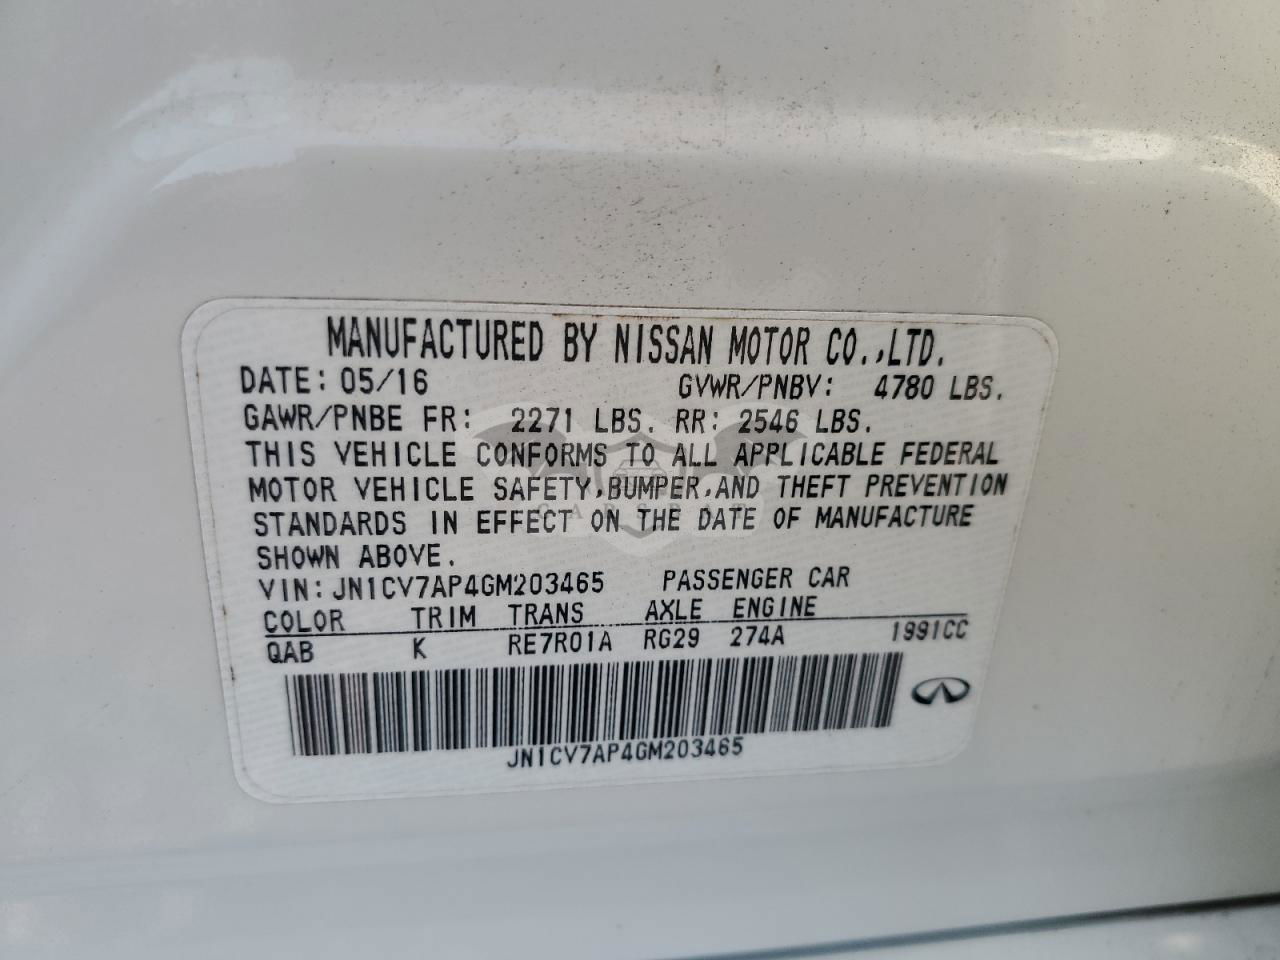 MANUFACTURED BY NISSAN MOTOR CO.,LTD.
DATE: 05/16 GVWR/PNBV: 4780 LBS.
GAWR/PNBE FR: 2271 LBS. RR: 2546 LBS.
THIS VEHICLE CONFORMS TO ALL APPLICABLE FEDERAL
MOTOR VEHICLE SAFETY,BUMPER,AND THEFT PREVENTION
STANDARDS IN EFFECT ON THE DATE OF MANUFACTURE
SHOWN ABOVE.
VIN: JN1CV7AP4GM203465 PASSENGER CAR
COLOR TRIM TRANS AXLE ENGINE
QAB K RE7R01A RG29 274A 1991CC
JN1CV7AP4GM203465